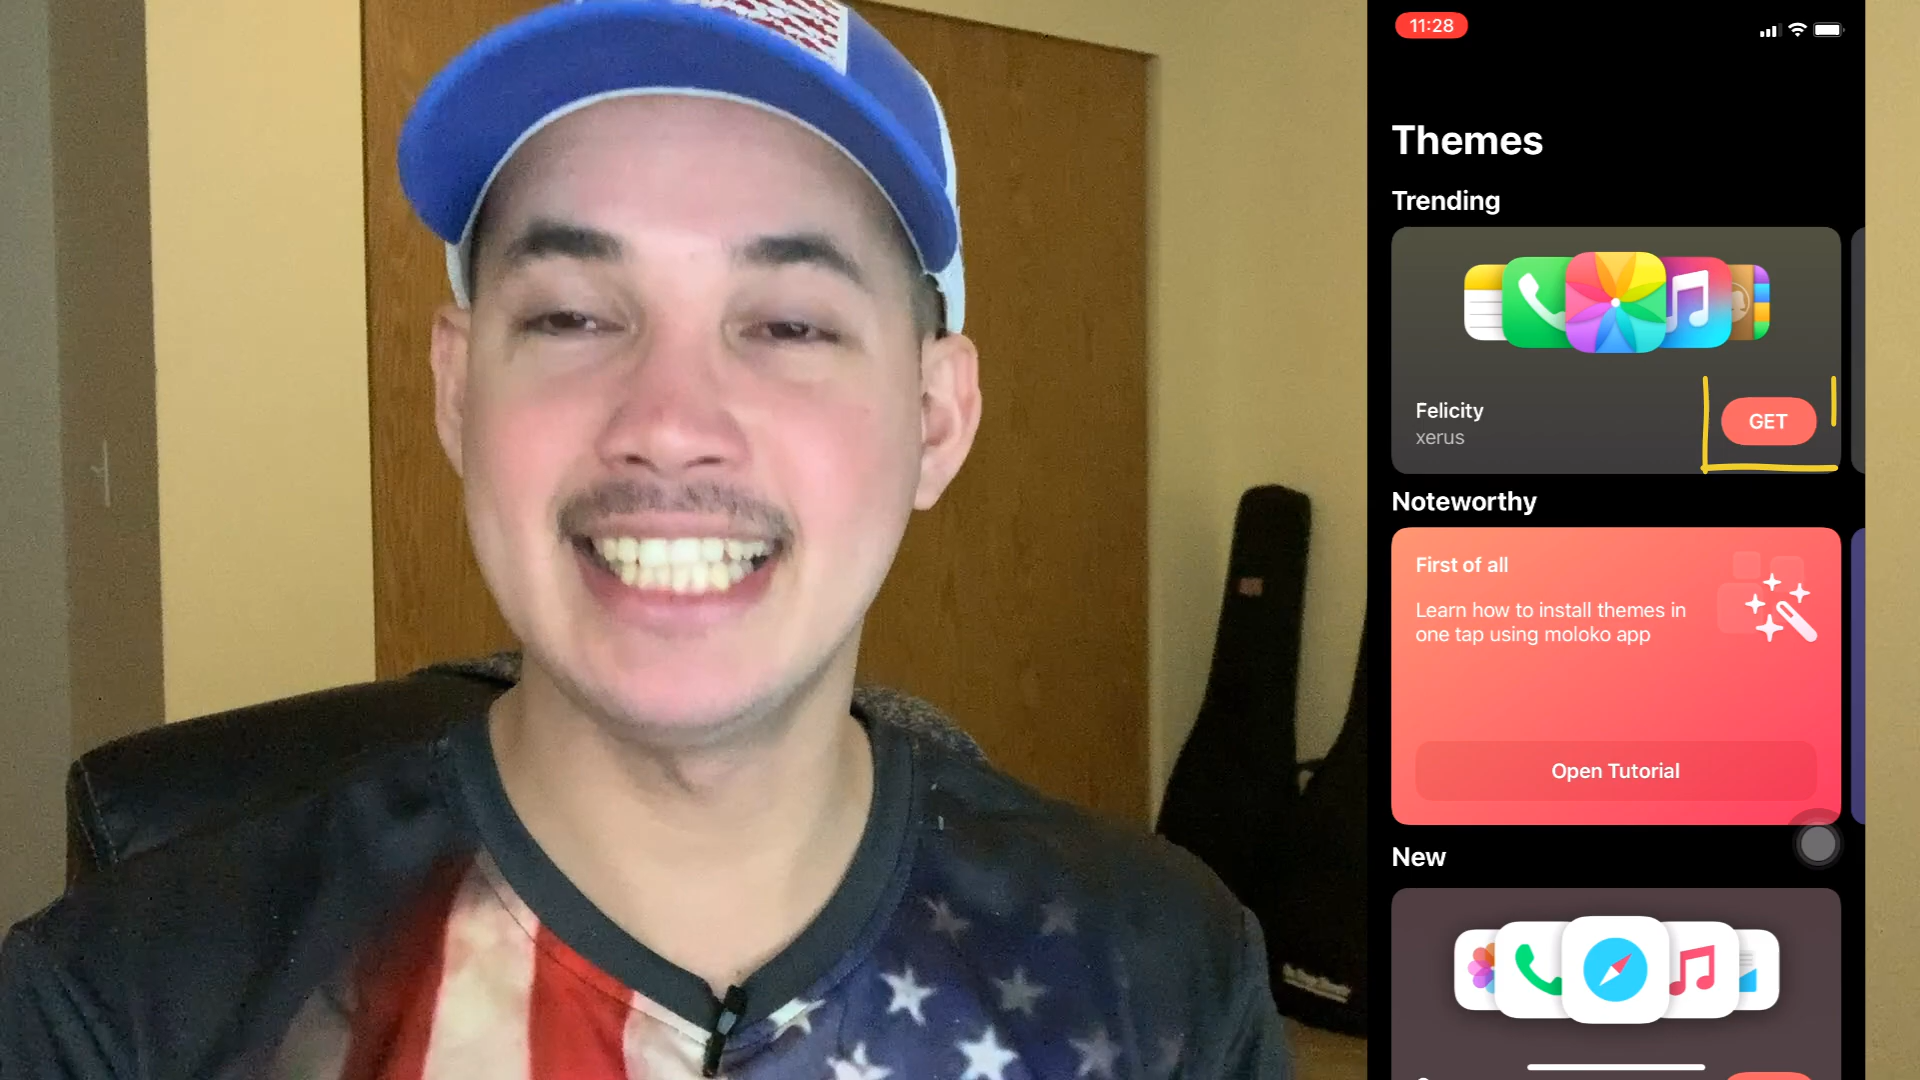 11:28
Themes
Trending
Felicity
xerus
GET
Noteworthy
First of all
Learn how to install themes in
one tap using moloko app
Open Tutorial
New